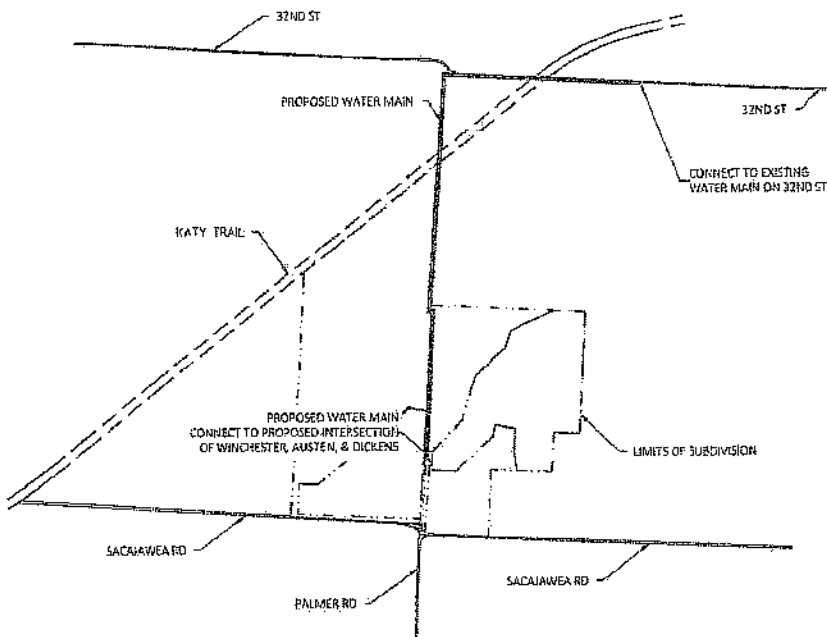 32ND ST
PROPOSED WATER MAIN
32ND ST
CONNECT TO EXISTING
WATER MAIN ON 32ND ST
KATY TRAIL
PROPOSED WATER MAIN
CONNECT TO PROPOSED INTERSECTION
OF WINCHESTER, AUSTEN, & DICKENS
LIMITS OF SUBDIVISION
SACAJAWEA RD
PALMER RD
SACAJAWEA RD